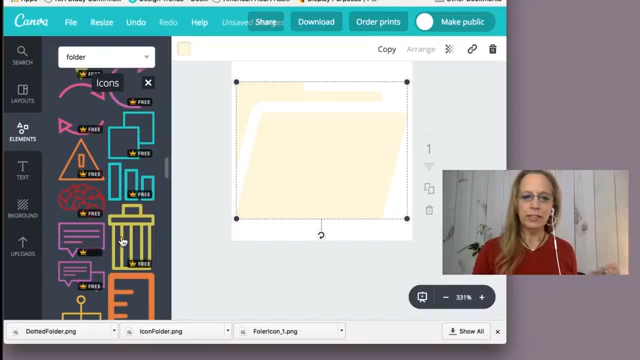 Canva
File
Resize
Undo
Redo
Unsaved
Share
Download
Order prints
Make public
SEARCH
LAYOUTS
ELEMENTS
TEXT
BKGROUND
UPLOADS
folder
Icons
FREE
FREE
FREE
FREE
FREE
FREE
FREE
FREE
FREE
Copy
Arrange
1
331%
DottedFolder.png
IconFolder.png
FolerIcon_1.png
Show All